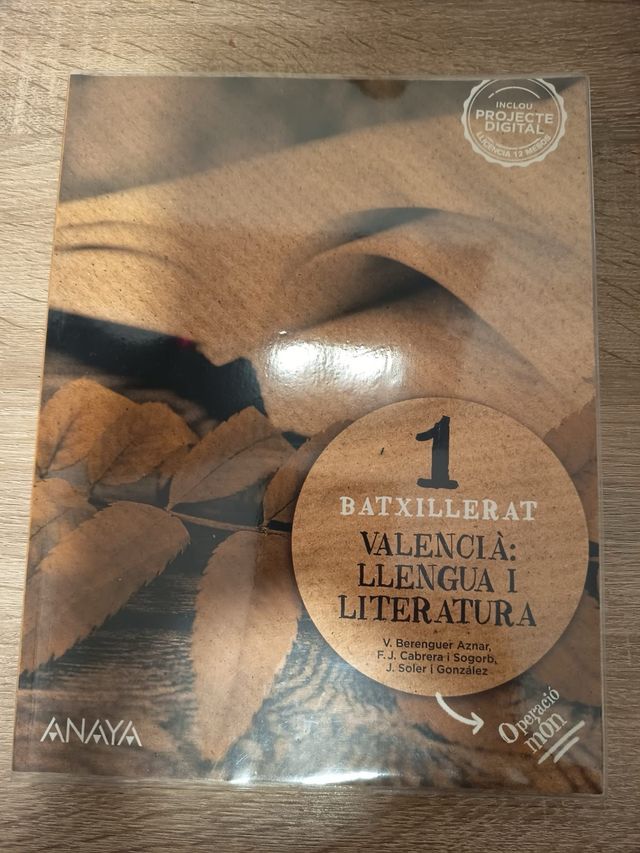 INCLOU
PROJECTE
DIGITAL
LLICÈNCIA 12 MESOS
1
BATXILLERAT
VALENCIÀ:
LLENGUA I
LITERATURA
V. Berenguer Aznar,
F. J. Cabrera i Sogorb,
J. Soler i González
ANAYA
Operació
món